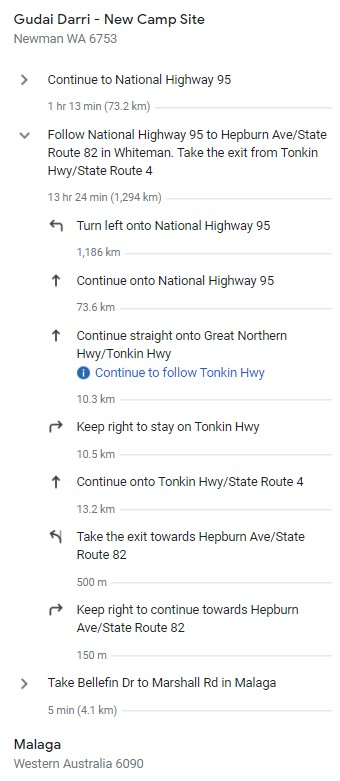 Gudai Darri - New Camp Site
Newman WA 6753
Continue to National Highway 95
1 hr 13 min (73.2 km)
Follow National Highway 95 to Hepburn Ave/State
Route 82 in Whiteman. Take the exit from Tonkin
Hwy/State Route 4
13 hr 24 min (1,294 km)
Turn left onto National Highway 95
1,186 km
Continue onto National Highway 95
73.6 km
Continue straight onto Great Northern
Hwy/Tonkin Hwy
Continue to follow Tonkin Hwy
10.3 km
Keep right to stay on Tonkin Hwy
10.5 km
Continue onto Tonkin Hwy/State Route 4
13.2 km
Take the exit towards Hepburn Ave/State
Route 82
500 m
Keep right to continue towards Hepburn
Ave/State Route 82
150 m
Take Bellefin Dr to Marshall Rd in Malaga
5 min (4.1 km)
Malaga
Western Australia 6090